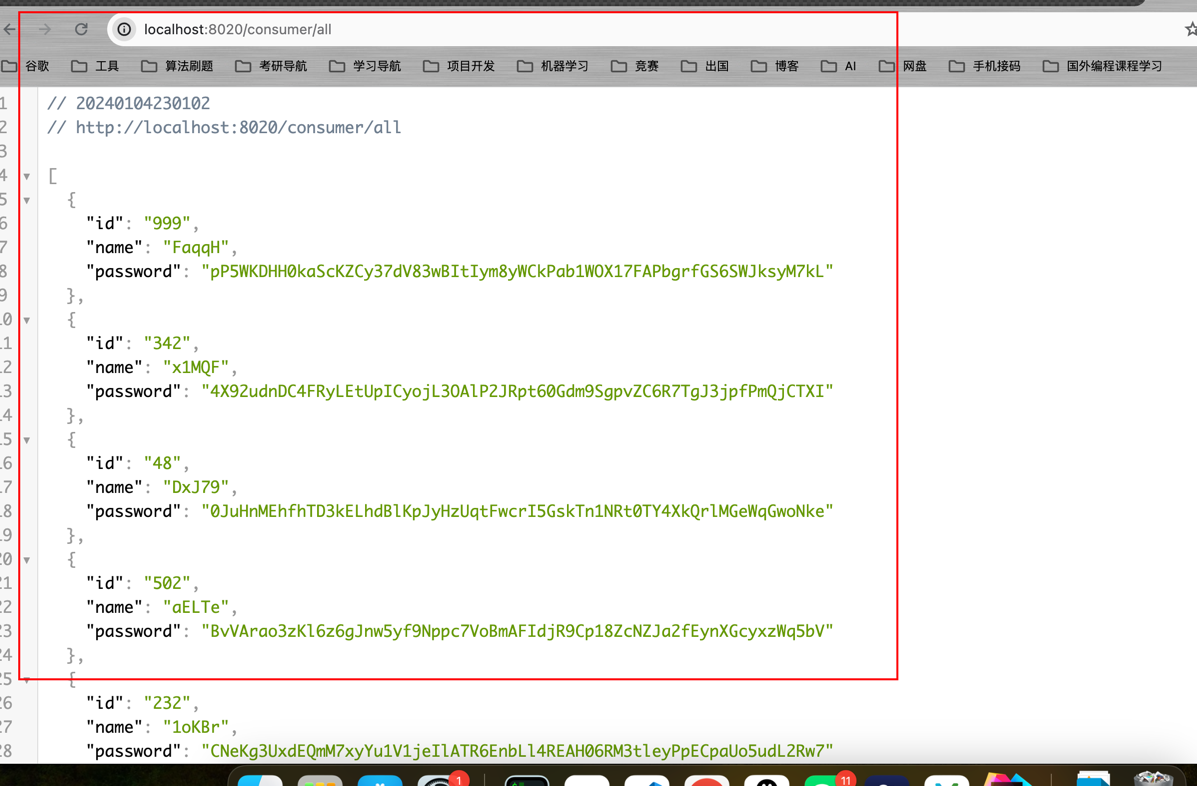 localhost:8020/consumer/all
谷歌 工具 算法刷题 考研导航 学习导航 项目开发 机器学习 竞赛 出国 博客 AI 网盘 手机接码 国外编程课程学习
1 // 20240104230102
2 // http://localhost:8020/consumer/all
3
4 [
5 {
6 "id": "999",
7 "name": "FaqqH",
8 "password": "pP5WKDHH0kaScKZCy37dV83wBItIym8yWCkPab1WOX17FAPbgrfGS6SWJksyM7kL"
9 },
10 {
11 "id": "342",
12 "name": "x1MQF",
13 "password": "4X92udnDC4FRyLEtUpICyojL3OAlP2JRpt60Gdm9SgpvZC6R7TgJ3jpfPmQjCTXI"
14 },
15 {
16 "id": "48",
17 "name": "DxJ79",
18 "password": "0JuHnMEhfhTD3kELhdBlKpJyHzUqtFwcrI5GskTn1NRt0TY4XkQrlMGeWqGwoNke"
19 },
20 {
21 "id": "502",
22 "name": "aELTe",
23 "password": "BvVArao3zKl6z6gJnw5yf9Nppc7VoBmAFIdjR9Cp18ZcNZJa2fEynXGcyxzWq5bV"
24 },
25 {
26 "id": "232",
27 "name": "1oKBr",
28 "password": "CNeKg3UxdEQmM7xyYu1V1jeIlATR6EnbLl4REAH06RM3tleyPpECpaUo5udL2Rw7"
1
11